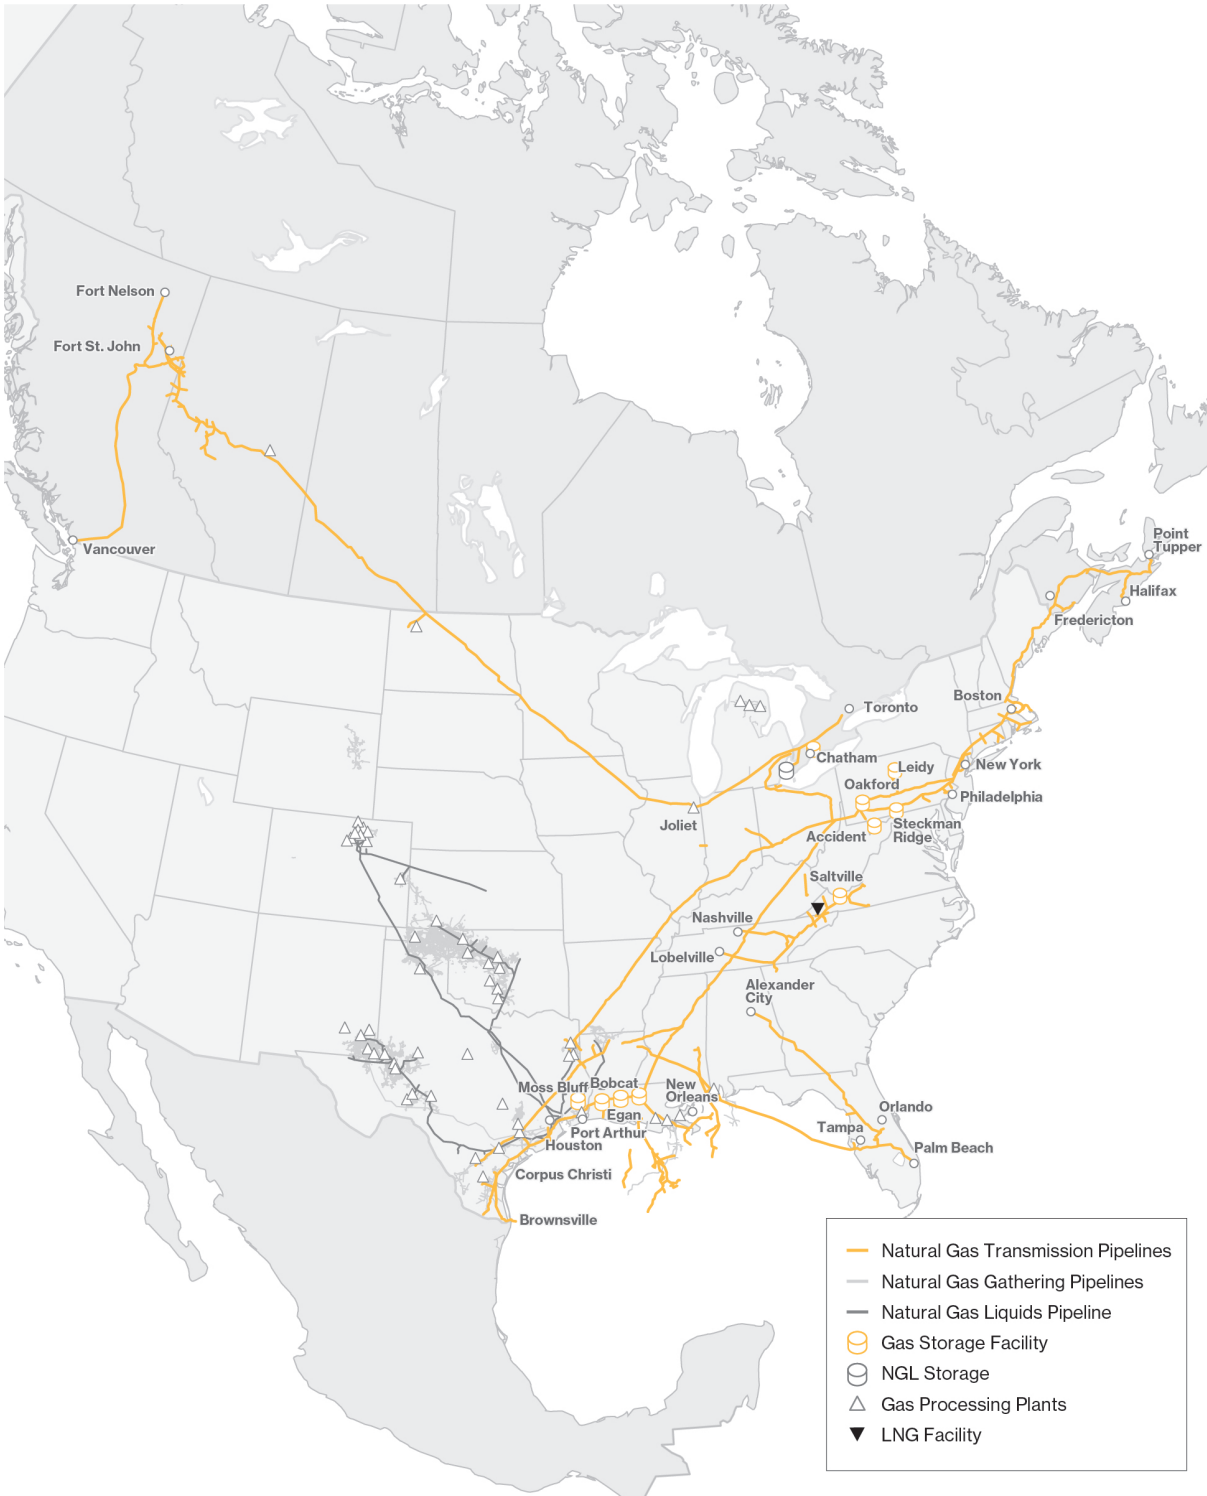 Fort Nelson
Fort St. John
Vancouver
Point
Tupper
Halifax
Fredericton
Boston
Toronto
Chatham
Leidy
New York
Oakford
Philadelphia
Joliet
Accident
Steckman
Ridge
Saltville
Nashville
Lobelville
Alexander
City
Moss Bluff
Bobcat
New
Orleans
Egan
Orlando
Tampa
Port Arthur
Houston
Palm Beach
Corpus Christi
Brownsville
Natural Gas Transmission Pipelines
Natural Gas Gathering Pipelines
Natural Gas Liquids Pipeline
Gas Storage Facility
NGL Storage
Gas Processing Plants
LNG Facility